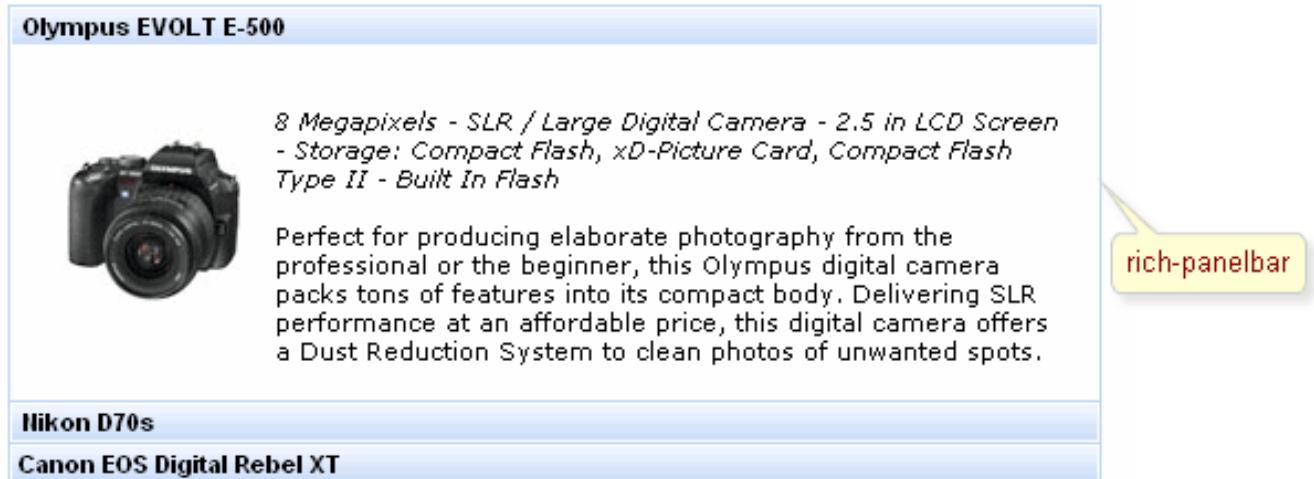 Olympus EVOLT E-500
8 Megapixels - SLR / Large Digital Camera - 2.5 in LCD Screen
- Storage: Compact Flash, xD-Picture Card, Compact Flash
Type II - Built In Flash
Perfect for producing elaborate photography from the
professional or the beginner, this Olympus digital camera
packs tons of features into its compact body. Delivering SLR
performance at an affordable price, this digital camera offers
a Dust Reduction System to clean photos of unwanted spots.
rich-panelbar
Nikon D70s
Canon EOS Digital Rebel XT